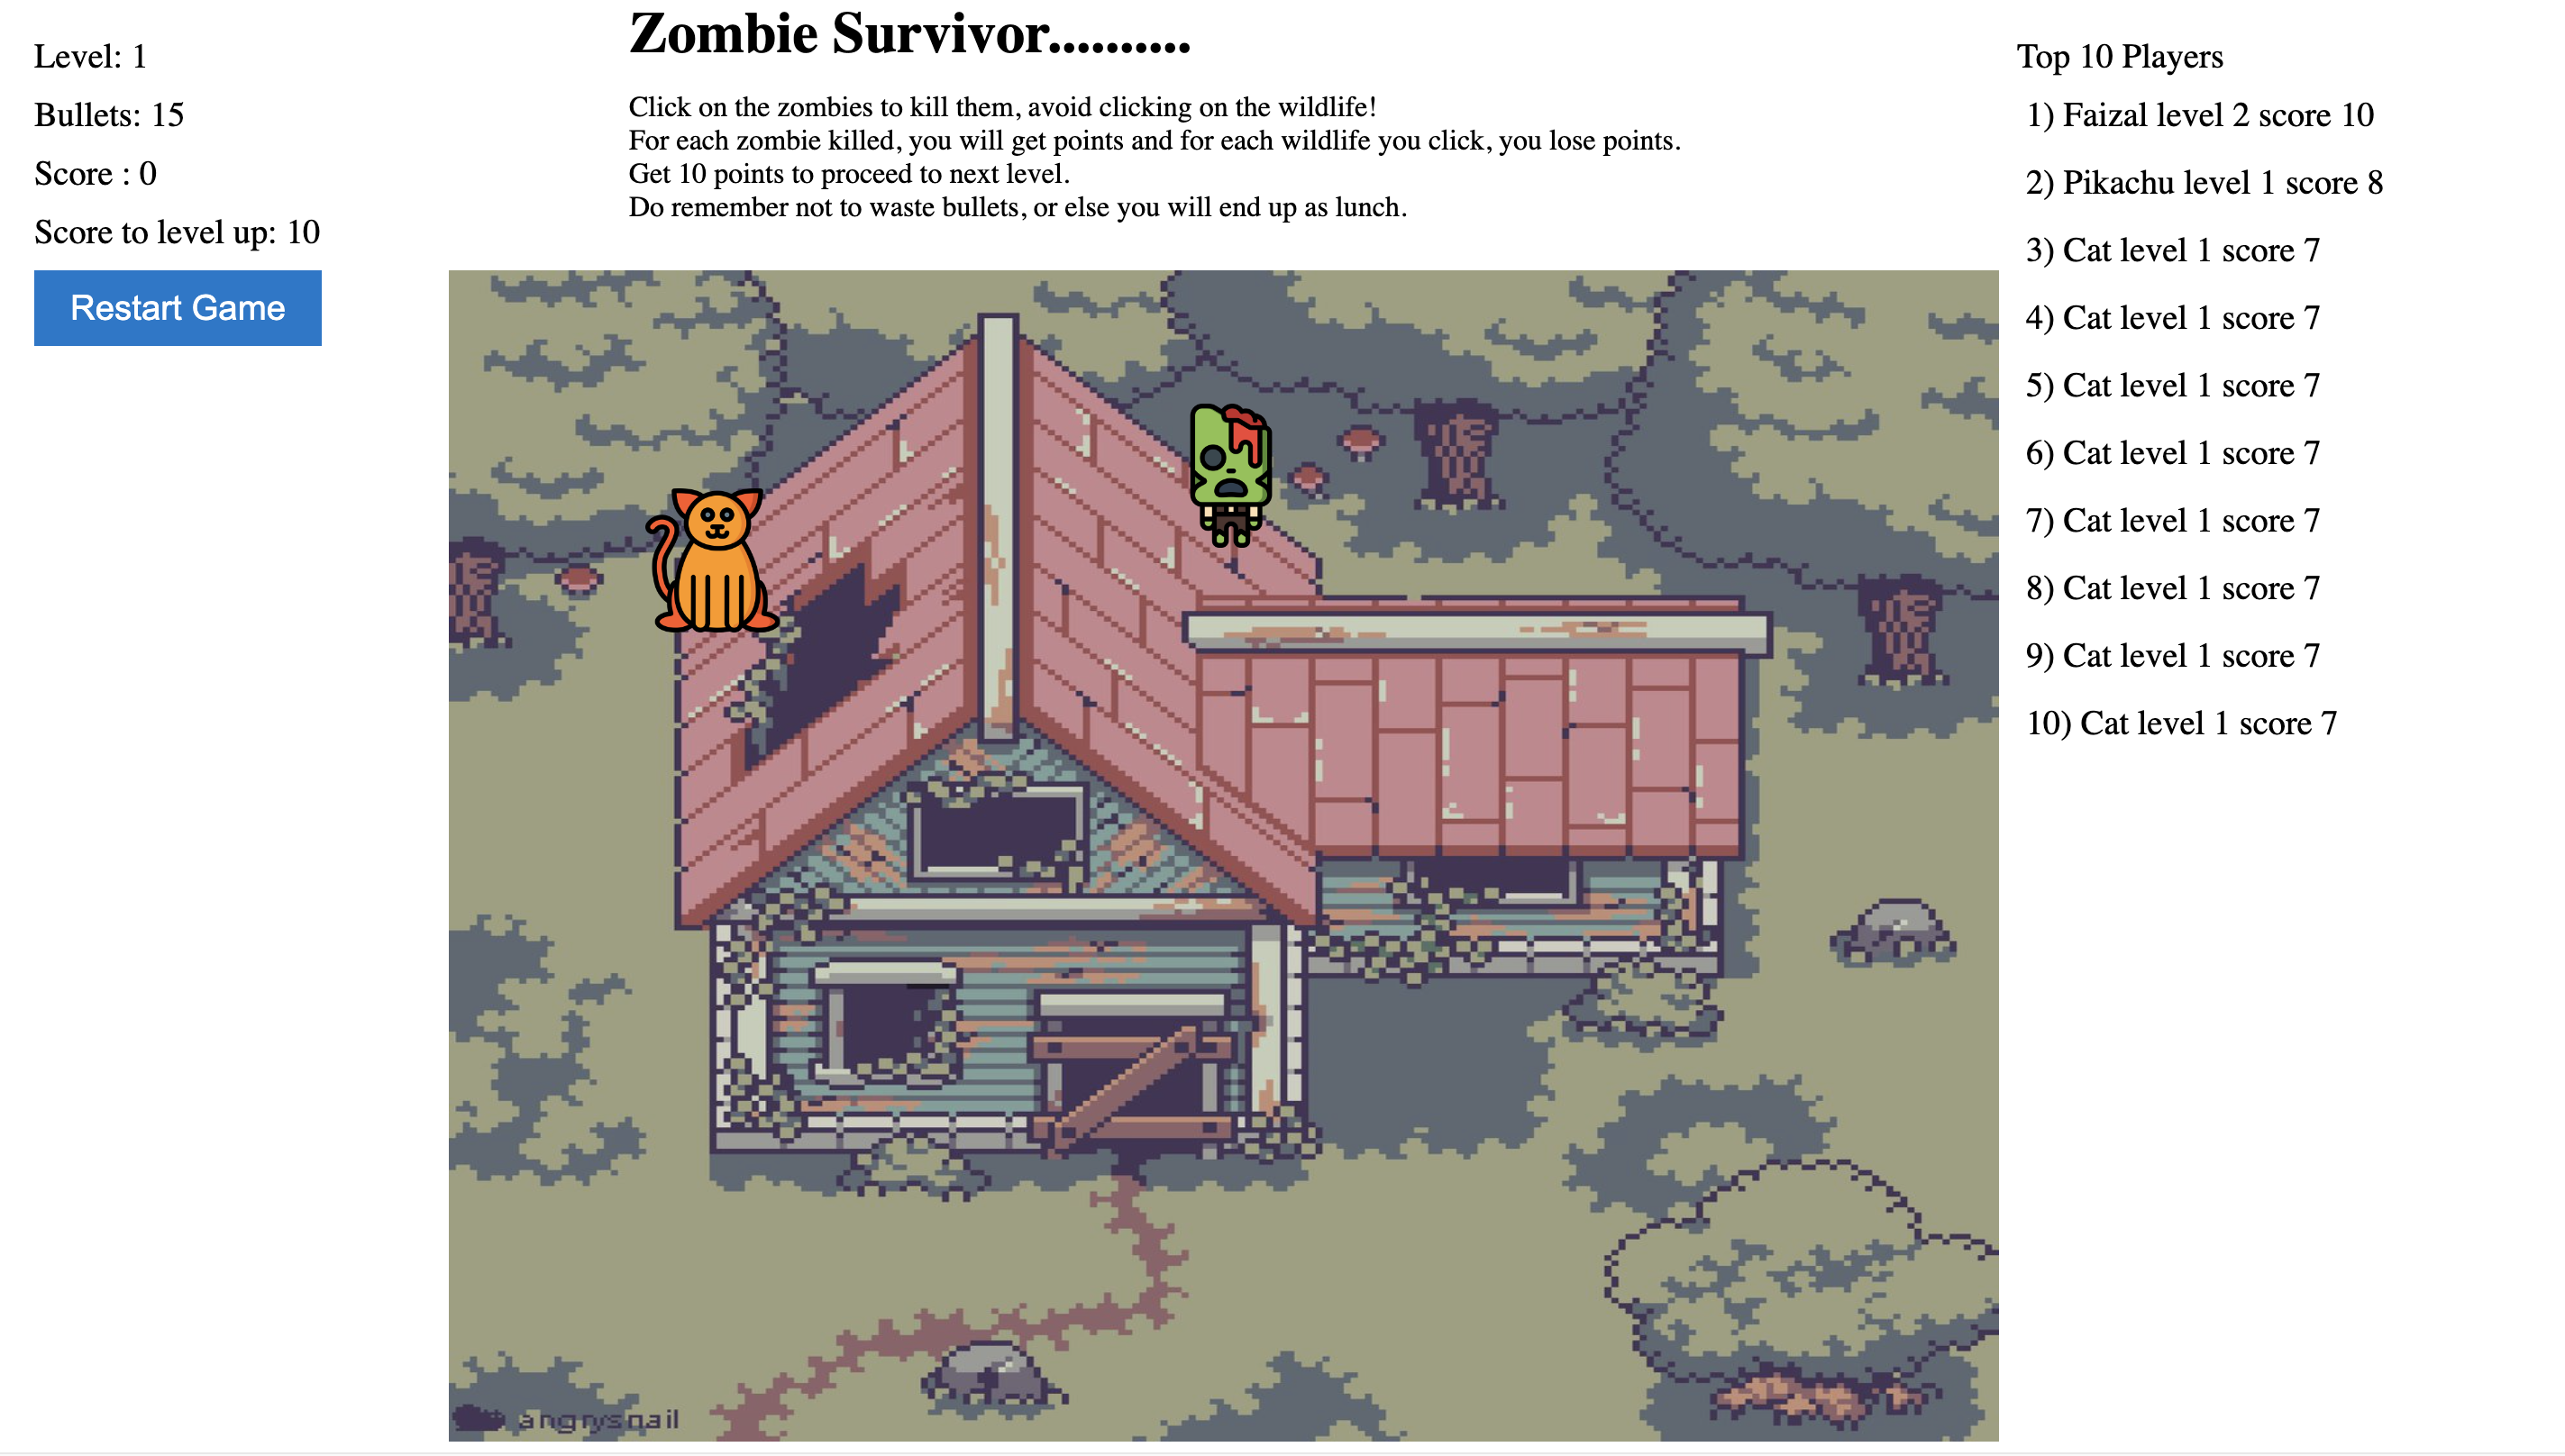 Zombie Survivor..........
Level: 1
Bullets: 15
Score : 0
Score to level up: 10
Restart Game
Click on the zombies to kill them, avoid clicking on the wildlife!
For each zombie killed, you will get points and for each wildlife you click, you lose points.
Get 10 points to proceed to next level.
Do remember not to waste bullets, or else you will end up as lunch.
Top 10 Players
1) Faizal level 2 score 10
2) Pikachu level 1 score 8
3) Cat level 1 score 7
4) Cat level 1 score 7
5) Cat level 1 score 7
6) Cat level 1 score 7
7) Cat level 1 score 7
8) Cat level 1 score 7
9) Cat level 1 score 7
10) Cat level 1 score 7
angrysnail